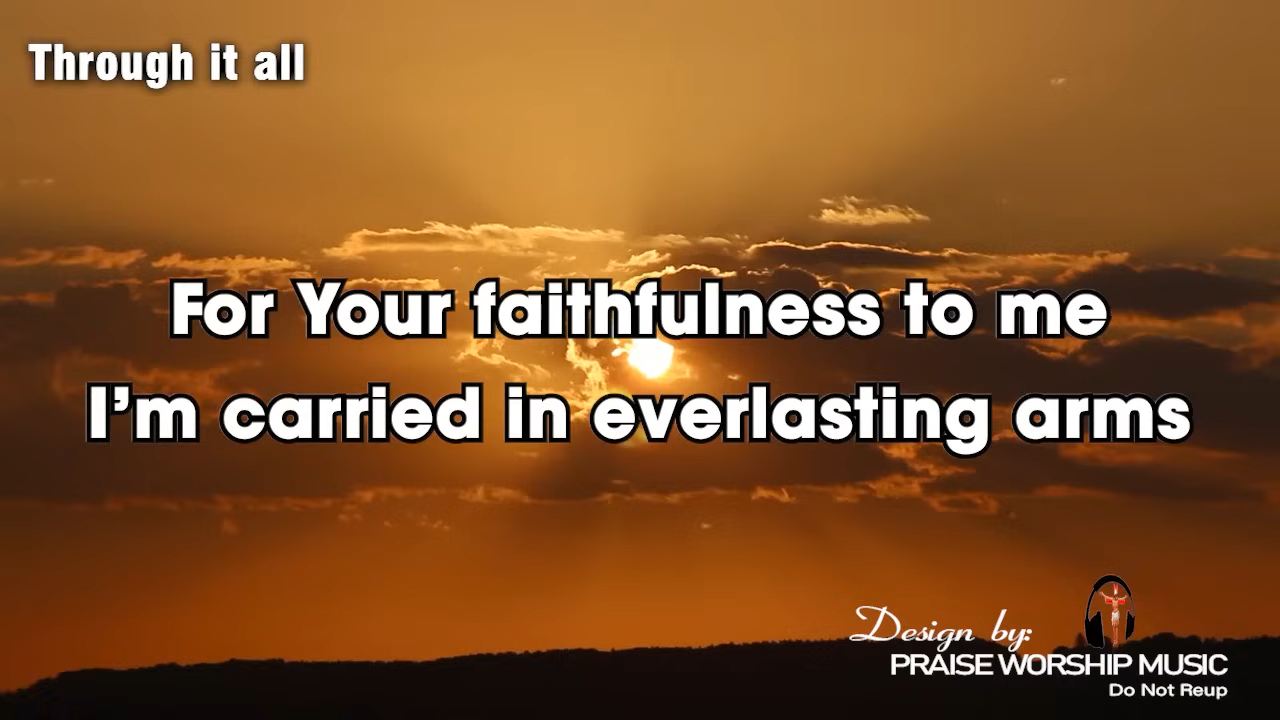 Through it all
For Your faithfulness to me
I’m carried in everlasting arms
Design by:
PRAISE WORSHIP MUSIC
Do Not Reup